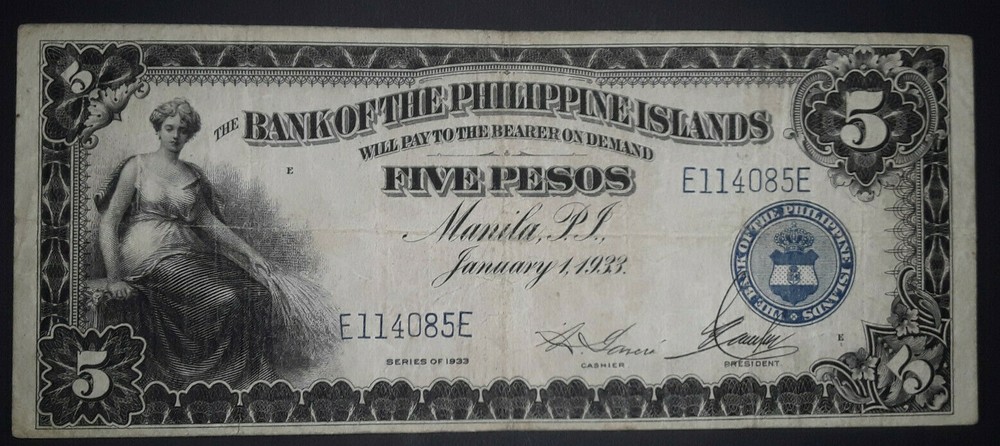 5
5
THE BANK OF THE PHILIPPINE ISLANDS
WILL PAY TO THE BEARER ON DEMAND
E
FIVE PESOS
E114085E
Manila, P.I.,
January 1, 1933.
THE BANK OF THE PHILIPPINE ISLANDS
E114085E
E
SERIES OF 1933
CASHIER
PRESIDENT.
5
5